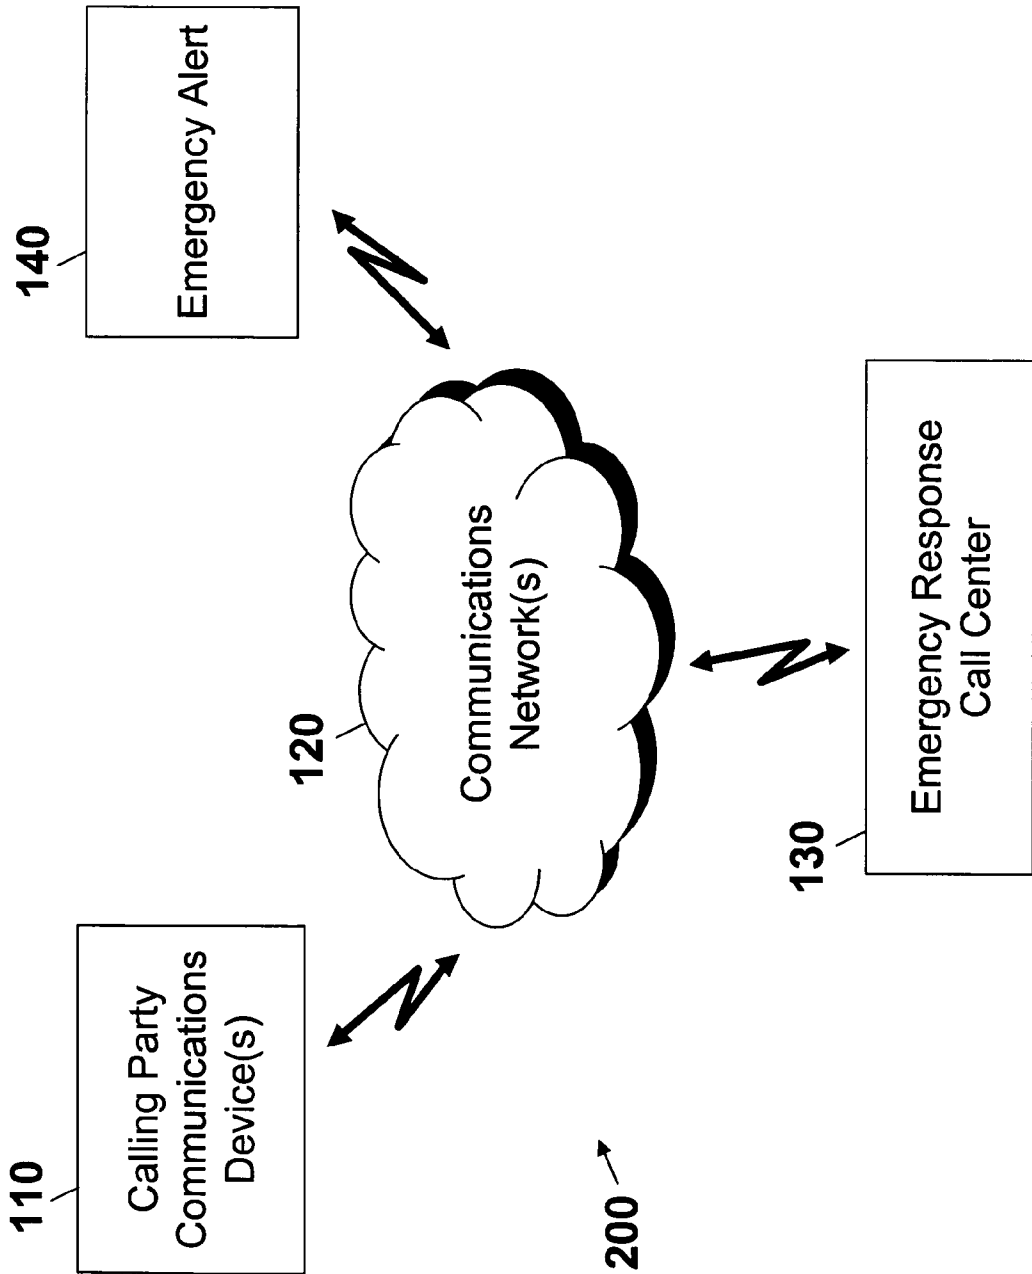 110
Calling Party
Communications
Device(s)
120
Communications
Network(s)
140
Emergency Alert
130
Emergency Response
Call Center
200